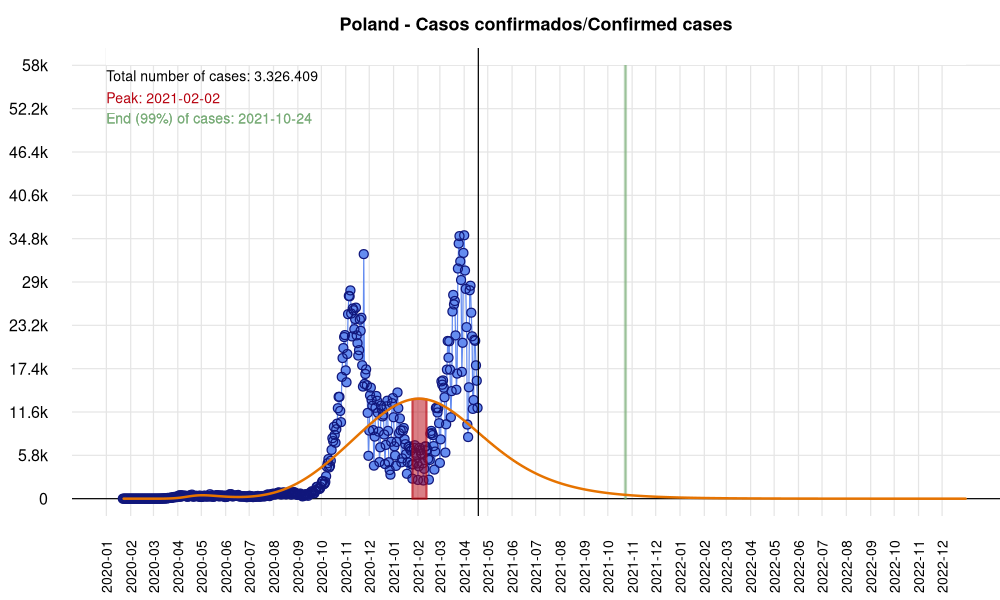 Poland - Casos confirmados/Confirmed cases
Total number of cases: 3.326.409
Peak: 2021-02-02
End (99%) of cases: 2021-10-24
58k
52.2k
46.4k
40.6k
34.8k
29k
23.2k
17.4k
11.6k
5.8k
0
2020-01
2020-02
2020-03
2020-04
2020-05
2020-06
2020-07
2020-08
2020-09
2020-10
2020-11
2020-12
2021-01
2021-02
2021-03
2021-04
2021-05
2021-06
2021-07
2021-08
2021-09
2021-10
2021-11
2021-12
2022-01
2022-02
2022-03
2022-04
2022-05
2022-06
2022-07
2022-08
2022-09
2022-10
2022-11
2022-12